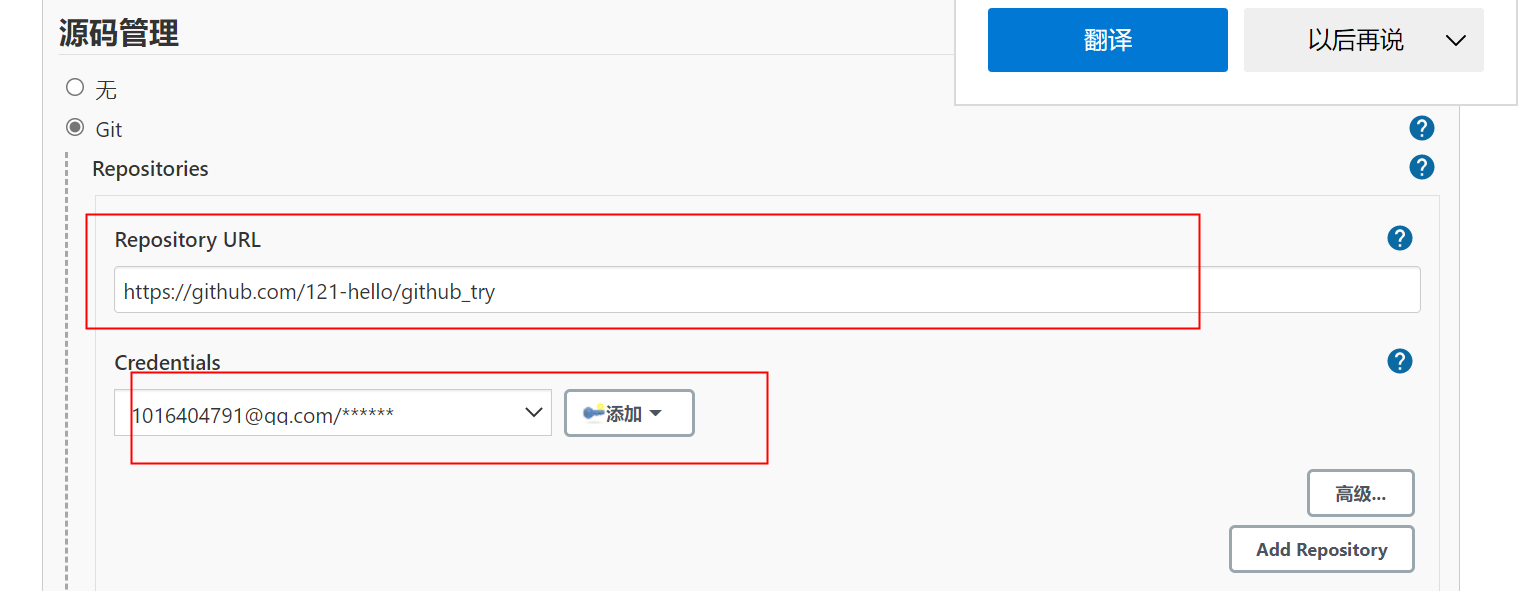 源码管理
翻译
以后再说
无
Git
Repositories
Repository URL
https://github.com/121-hello/github_try
Credentials
1016404791@qq.com/******
添加
高级...
Add Repository